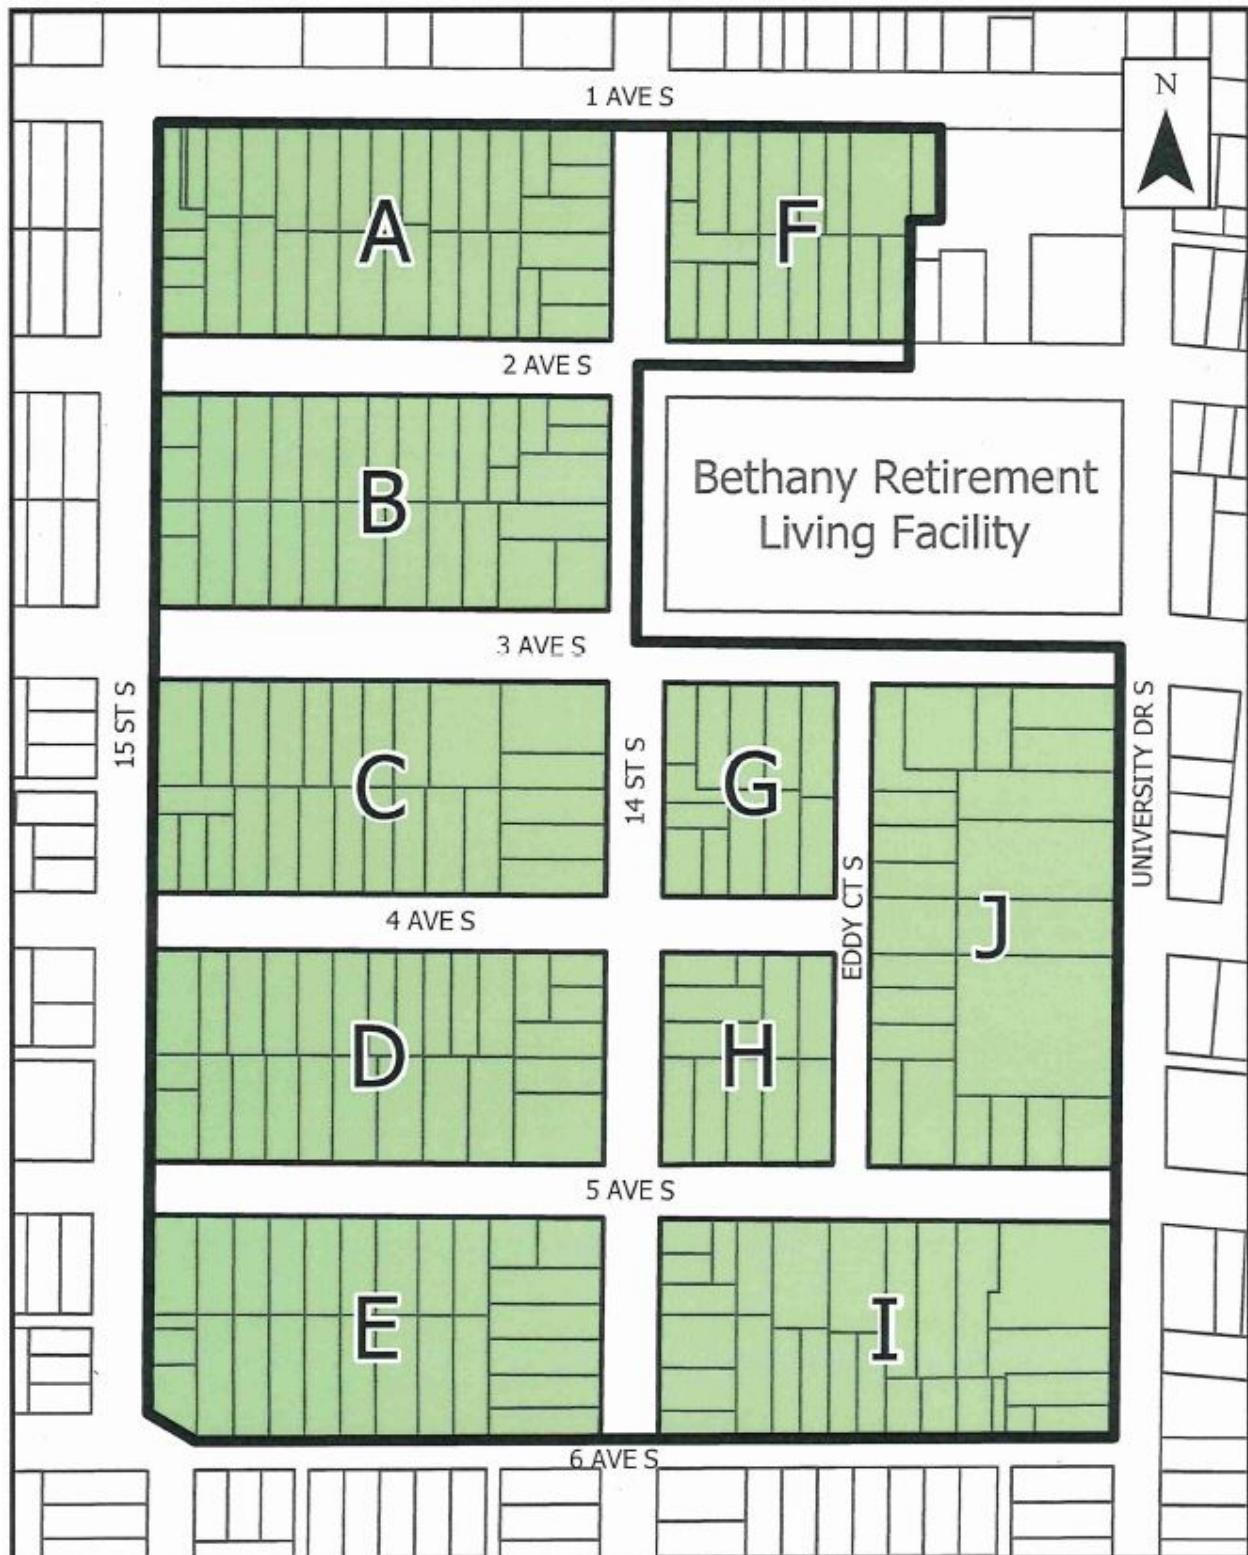 1 AVE S
N
A
F
2 AVE S
B
Bethany Retirement
Living Facility
3 AVE S
15 ST S
C
14 ST S
G
UNIVERSITY DR S
4 AVE S
EDDY CT S
J
D
H
5 AVE S
E
I
6 AVE S